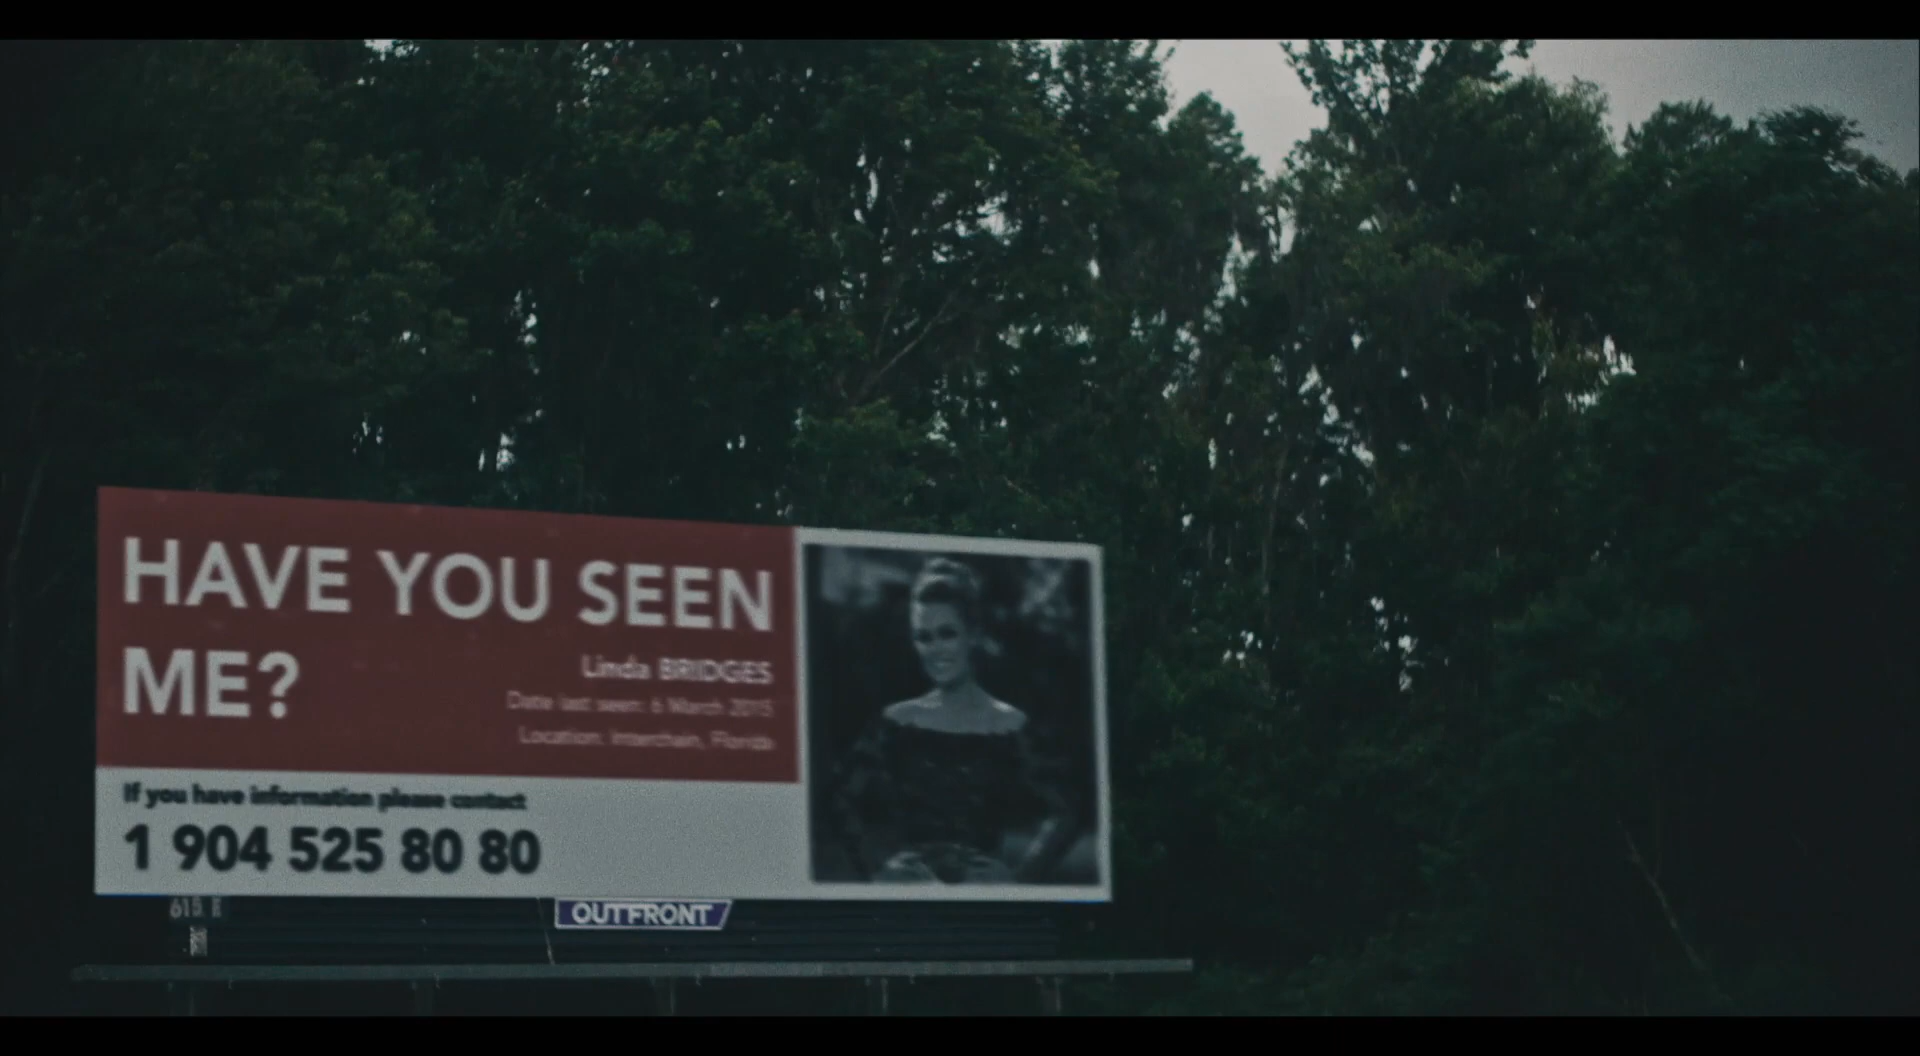 HAVE YOU SEEN
ME?
Linda BRIDGES
Date last seen: 6 March 2015
Location: Interchain, Florida
If you have information please contact
1 904 525 80 80
615 E
OUTFRONT